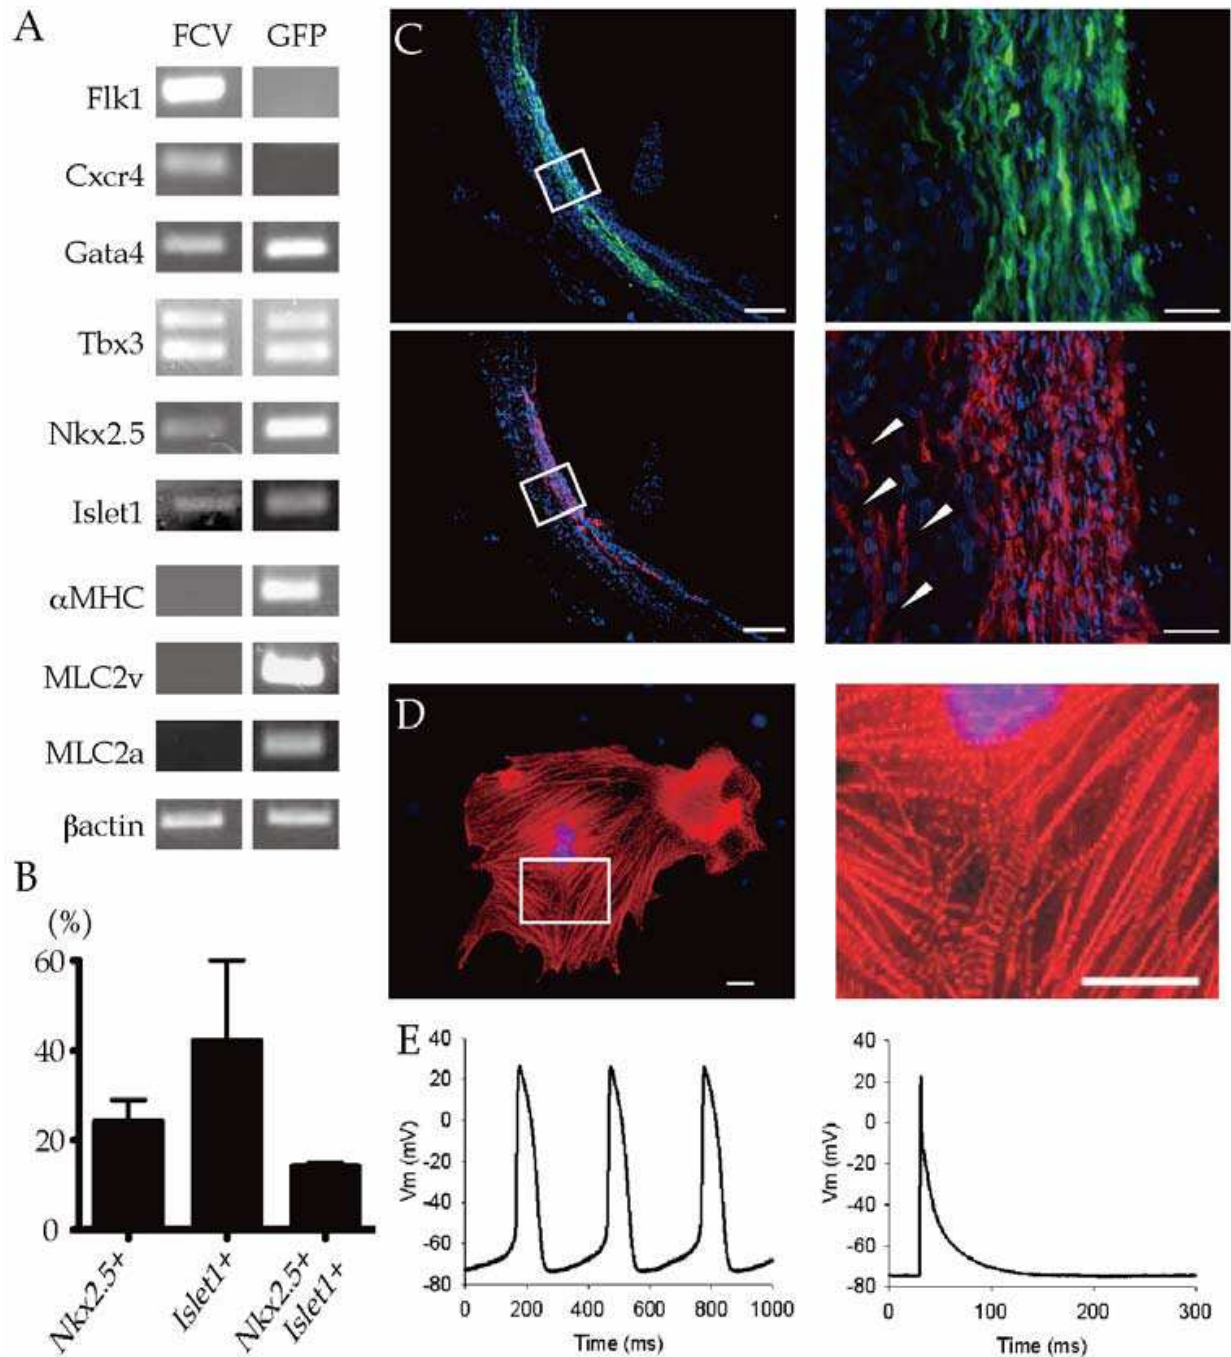 A
FCV GFP
Flk1
Cxcr4
Gata4
Tbx3
Nkx2.5
Islet1
αMHC
MLC2v
MLC2a
βactin
B
(%)
60
40
20
0
Nkx2.5+
Islet1+
Nkx2.5+
Islet1+
C
D
E
40
20
0
-20
-40
-60
-80
Vm (mV)
0 200 400 600 800 1000
Time (ms)
40
20
0
-20
-40
-60
-80
Vm (mV)
0 100 200 300
Time (ms)